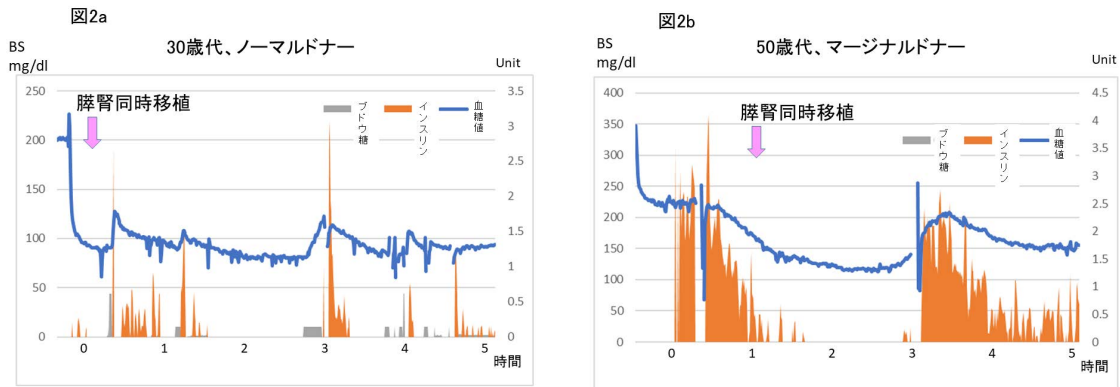 図2a
30歳代、ノーマルドナー
BS
mg/dl
Unit
膵腎同時移植
ブドウ糖
インスリン
血糖値
250
200
150
100
50
0
3.5
3
2.5
2
1.5
1
0.5
0
0 1 2 3 4 5
時間
図2b
50歳代、マージナルドナー
BS
mg/dl
Unit
膵腎同時移植
ブドウ糖
インスリン
血糖値
400
350
300
250
200
150
100
50
0
4.5
4
3.5
3
2.5
2
1.5
1
0.5
0
0 1 2 3 4 5
時間